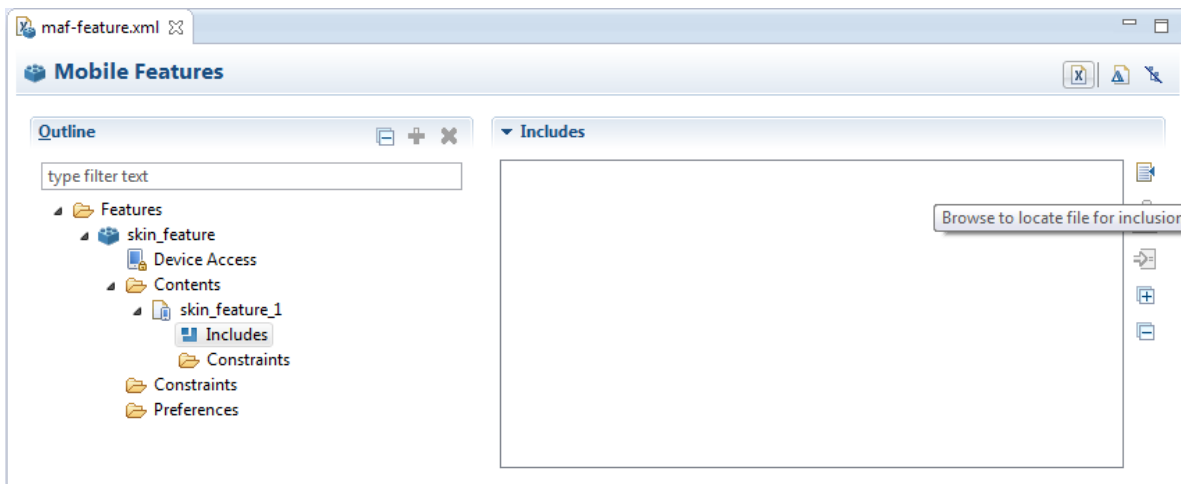 maf-feature.xml
Mobile Features
Outline
type filter text
Features
skin_feature
Device Access
Contents
skin_feature_1
Includes
Constraints
Constraints
Preferences
Includes
Browse to locate file for inclusion